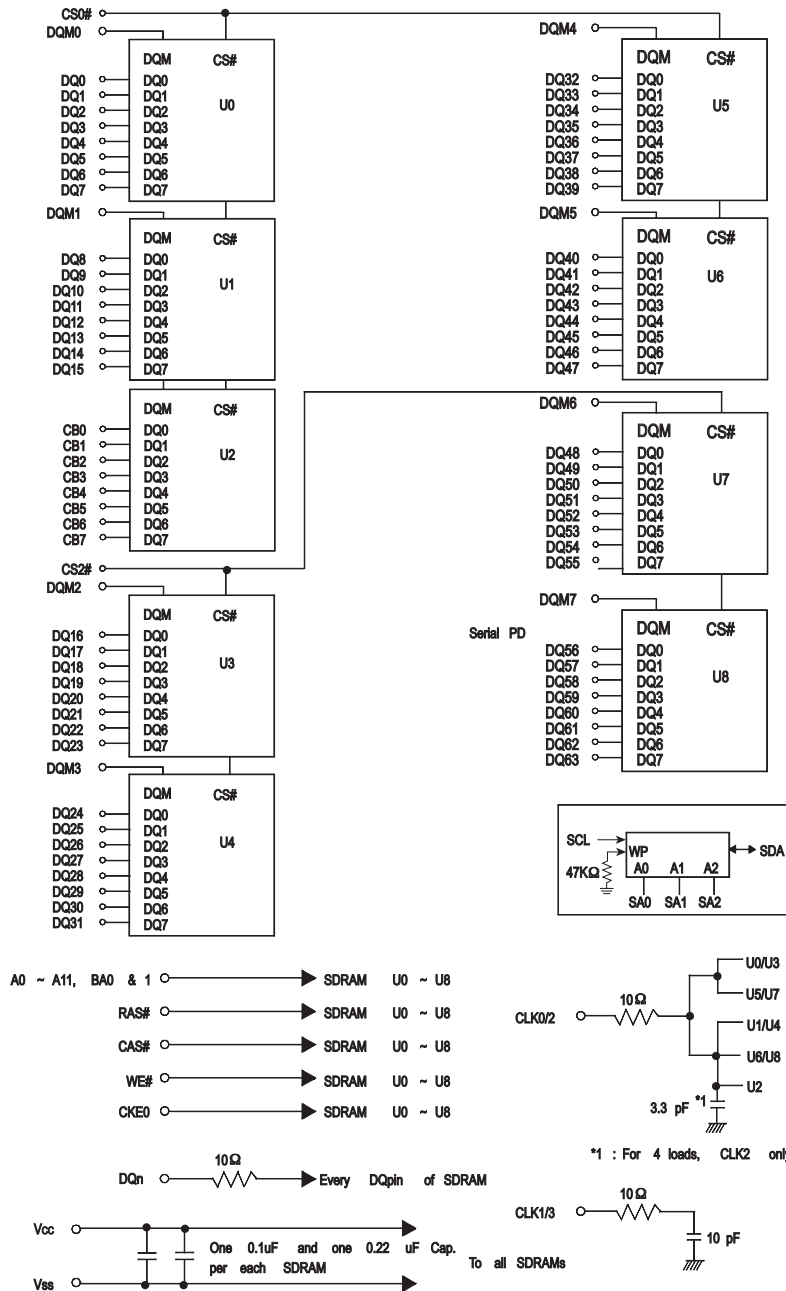 CS0#
DQM0
DQM CS#
DQ0 DQ0
DQ1 DQ1
DQ2 DQ2
DQ3 DQ3
DQ4 DQ4
DQ5 DQ5
DQ6 DQ6
DQ7 DQ7
U0
DQM1
DQM CS#
DQ8 DQ0
DQ9 DQ1
DQ10 DQ2
DQ11 DQ3
DQ12 DQ4
DQ13 DQ5
DQ14 DQ6
DQ15 DQ7
U1
DQM CS#
CB0 DQ0
CB1 DQ1
CB2 DQ2
CB3 DQ3
CB4 DQ4
CB5 DQ5
CB6 DQ6
CB7 DQ7
U2
CS2#
DQM2
DQM CS#
DQ16 DQ0
DQ17 DQ1
DQ18 DQ2
DQ19 DQ3
DQ20 DQ4
DQ21 DQ5
DQ22 DQ6
DQ23 DQ7
U3
DQM3
DQM CS#
DQ24 DQ0
DQ25 DQ1
DQ26 DQ2
DQ27 DQ3
DQ28 DQ4
DQ29 DQ5
DQ30 DQ6
DQ31 DQ7
U4
DQM4
DQM CS#
DQ32 DQ0
DQ33 DQ1
DQ34 DQ2
DQ35 DQ3
DQ36 DQ4
DQ37 DQ5
DQ38 DQ6
DQ39 DQ7
U5
DQM5
DQM CS#
DQ40 DQ0
DQ41 DQ1
DQ42 DQ2
DQ43 DQ3
DQ44 DQ4
DQ45 DQ5
DQ46 DQ6
DQ47 DQ7
U6
DQM6
DQM CS#
DQ48 DQ0
DQ49 DQ1
DQ50 DQ2
DQ51 DQ3
DQ52 DQ4
DQ53 DQ5
DQ54 DQ6
DQ55 DQ7
U7
DQM7
DQM CS#
DQ56 DQ0
DQ57 DQ1
DQ58 DQ2
DQ59 DQ3
DQ60 DQ4
DQ61 DQ5
DQ62 DQ6
DQ63 DQ7
U8
Serial PD
SCL
WP
SDA
47KΩ
A0 A1 A2
SA0 SA1 SA2
A0 ~ A11, BA0 & 1 SDRAM U0 ~ U8
RAS# SDRAM U0 ~ U8
CAS# SDRAM U0 ~ U8
WE# SDRAM U0 ~ U8
CKE0 SDRAM U0 ~ U8
10Ω
DQn Every DQpin of SDRAM
Vcc
One 0.1uF and one 0.22 uF Cap.
per each SDRAM
Vss
To all SDRAMs
CLK0/2
10Ω
U0/U3
U5/U7
U1/U4
U6/U8
U2
3.3 pF *1
*1 : For 4 loads, CLK2 only
CLK1/3
10Ω
10 pF